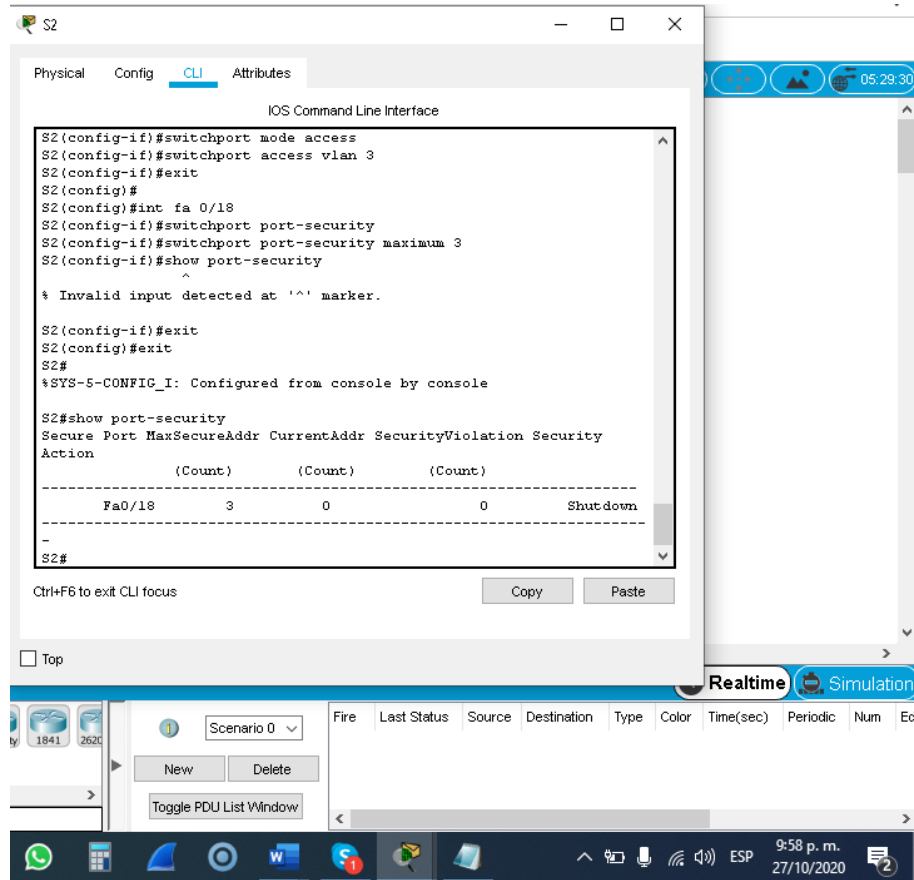 S2
Physical Config CLI Attributes
IOS Command Line Interface
S2(config-if)#switchport mode access
S2(config-if)#switchport access vlan 3
S2(config-if)#exit
S2(config)#
S2(config)#int fa 0/18
S2(config-if)#switchport port-security
S2(config-if)#switchport port-security maximum 3
S2(config-if)#show port-security
^
% Invalid input detected at '^' marker.
S2(config-if)#exit
S2(config)#exit
S2#
%SYS-5-CONFIG_I: Configured from console by console
S2#show port-security
Secure Port MaxSecureAddr CurrentAddr SecurityViolation Security
Action
(Count) (Count) (Count)
--------------------------------------------------------------------
Fa0/18 3 0 0 Shutdown
---------------------------------------------------------------------
-
S2#
Ctrl+F6 to exit CLI focus
Copy Paste
Top
05:29:30
Realtime Simulation
1841
Scenario 0
New Delete
Toggle PDU List Window
Fire Last Status Source Destination Type Color Time(sec) Periodic Num
ESP
9:58 p. m.
27/10/2020
1
2